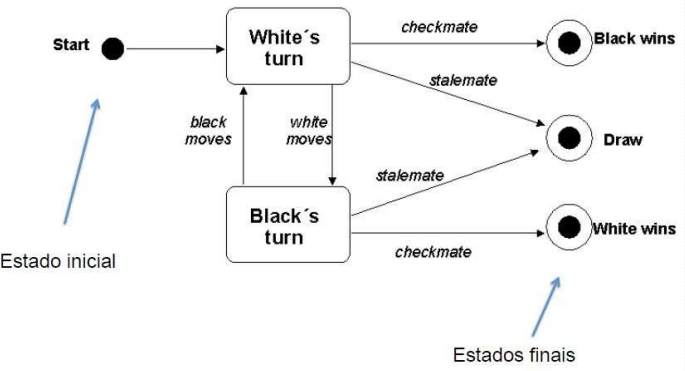 Start
White´s
turn
checkmate
Black wins
stalemate
black
moves
white
moves
Draw
stalemate
Black´s
turn
White wins
checkmate
Estado inicial
Estados finais